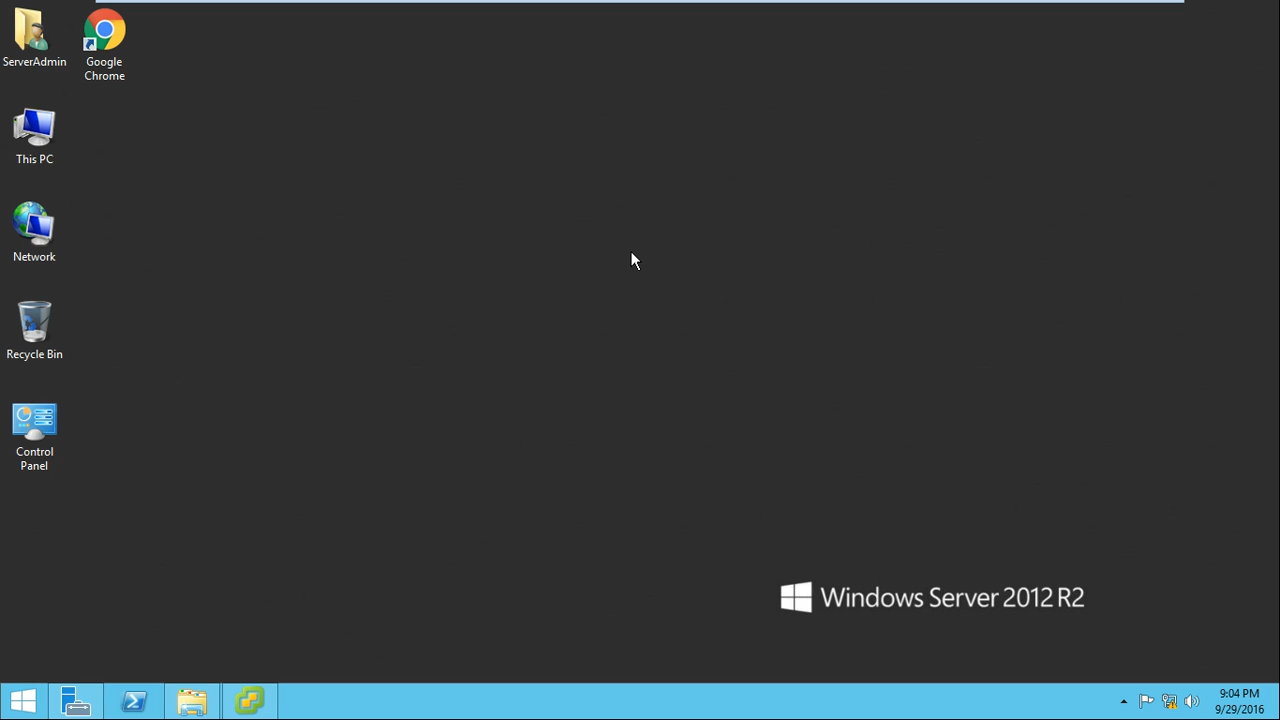 ServerAdmin
Google
Chrome
This PC
Network
Recycle Bin
Control
Panel
Windows Server 2012 R2
9:04 PM
9/29/2016